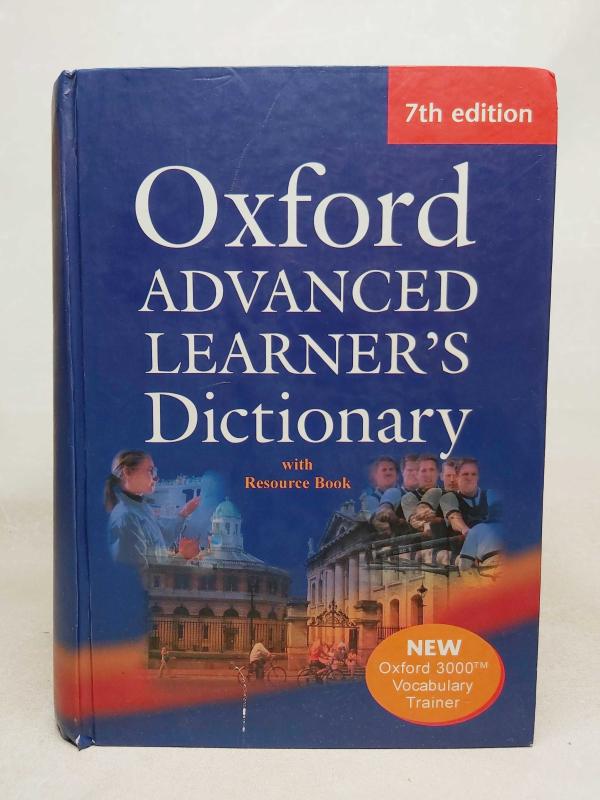 7th edition
Oxford
ADVANCED
LEARNER'S
Dictionary
with
Resource Book
NEW
Oxford 3000™
Vocabulary
Trainer